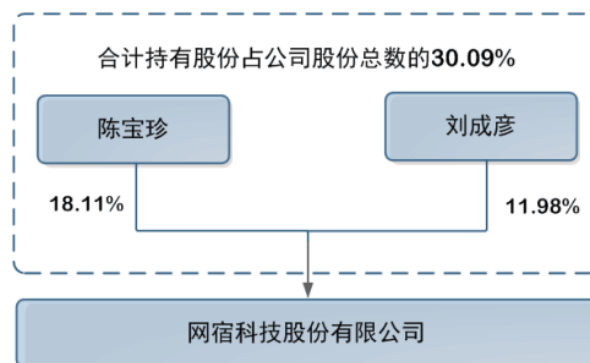 合计持有股份占公司股份总数的30.09%
陈宝珍
刘成彦
18.11%
11.98%
网宿科技股份有限公司